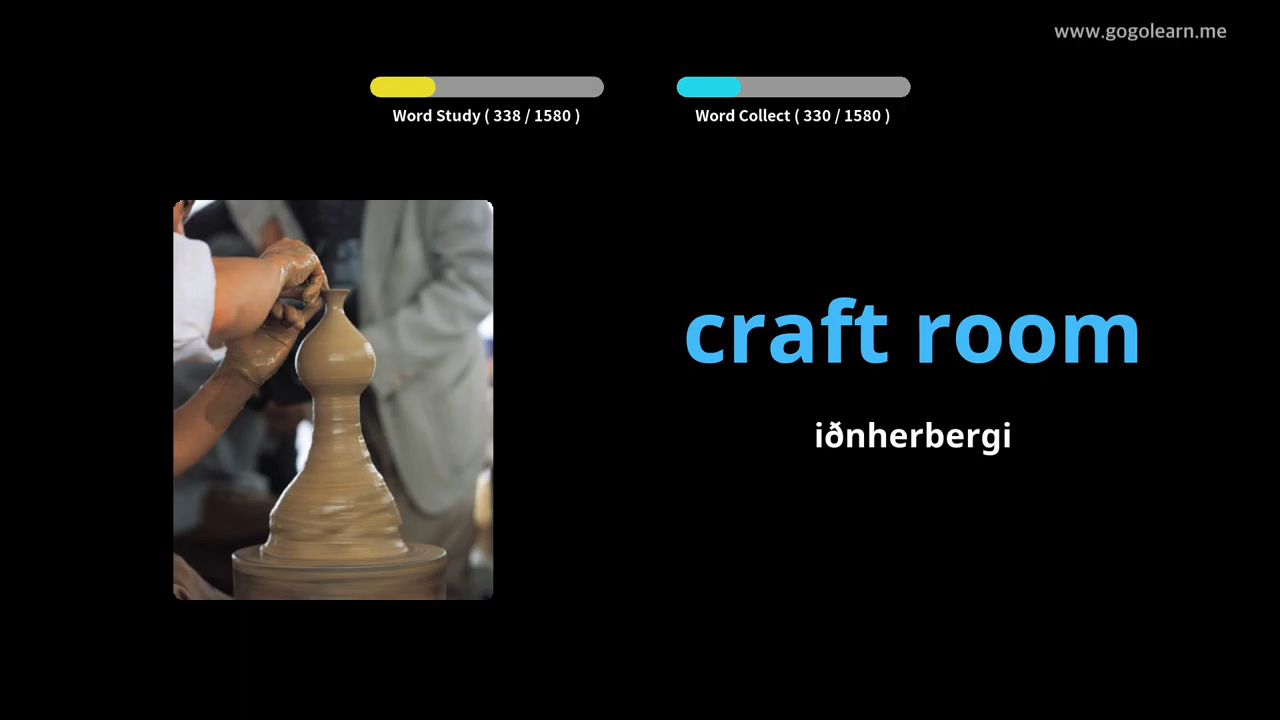 www.gogolearn.me
Word Study ( 338 / 1580 )
Word Collect ( 330 / 1580 )
craft room
iðnherbergi